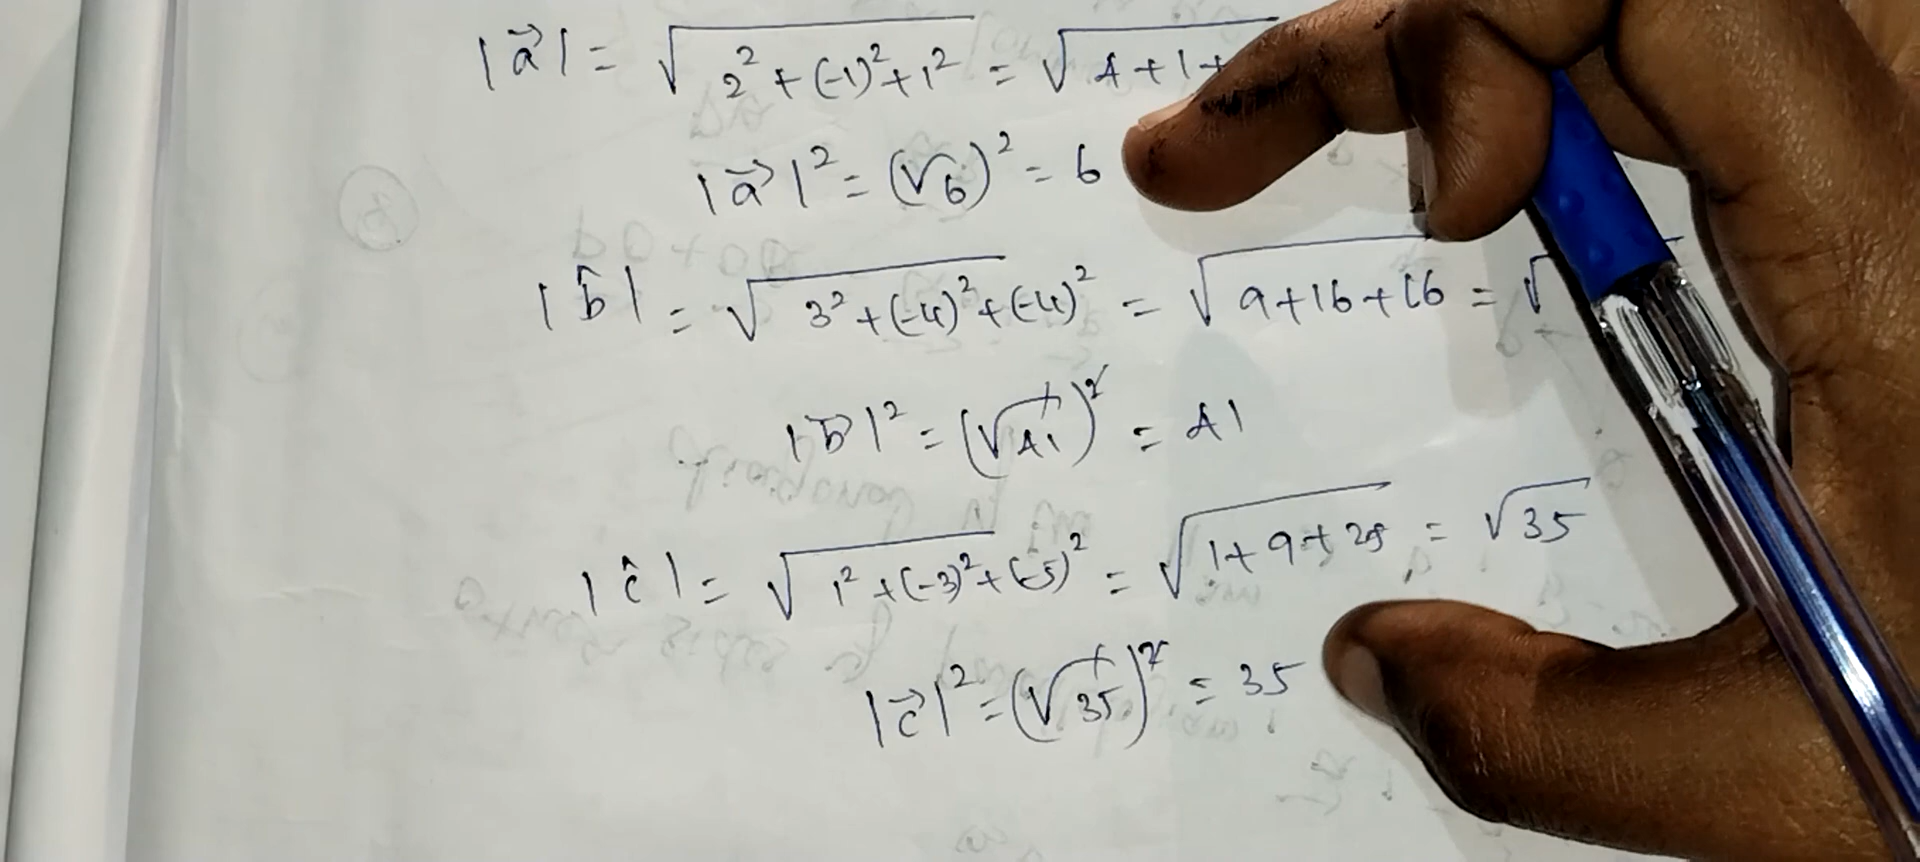 |a⃗| = √2² + (-1)² + 1² = √4 + 1 +
|a⃗|² = (√6)² = 6
|b̂| = √3² + (-4)² + (-4)² = √9 + 16 + 16 = √
|b⃗|² = (√41)² = 41
|ĉ| = √1² + (-3)² + (-5)² = √1 + 9 + 25 = √35
|c⃗|² = (√35)² = 35